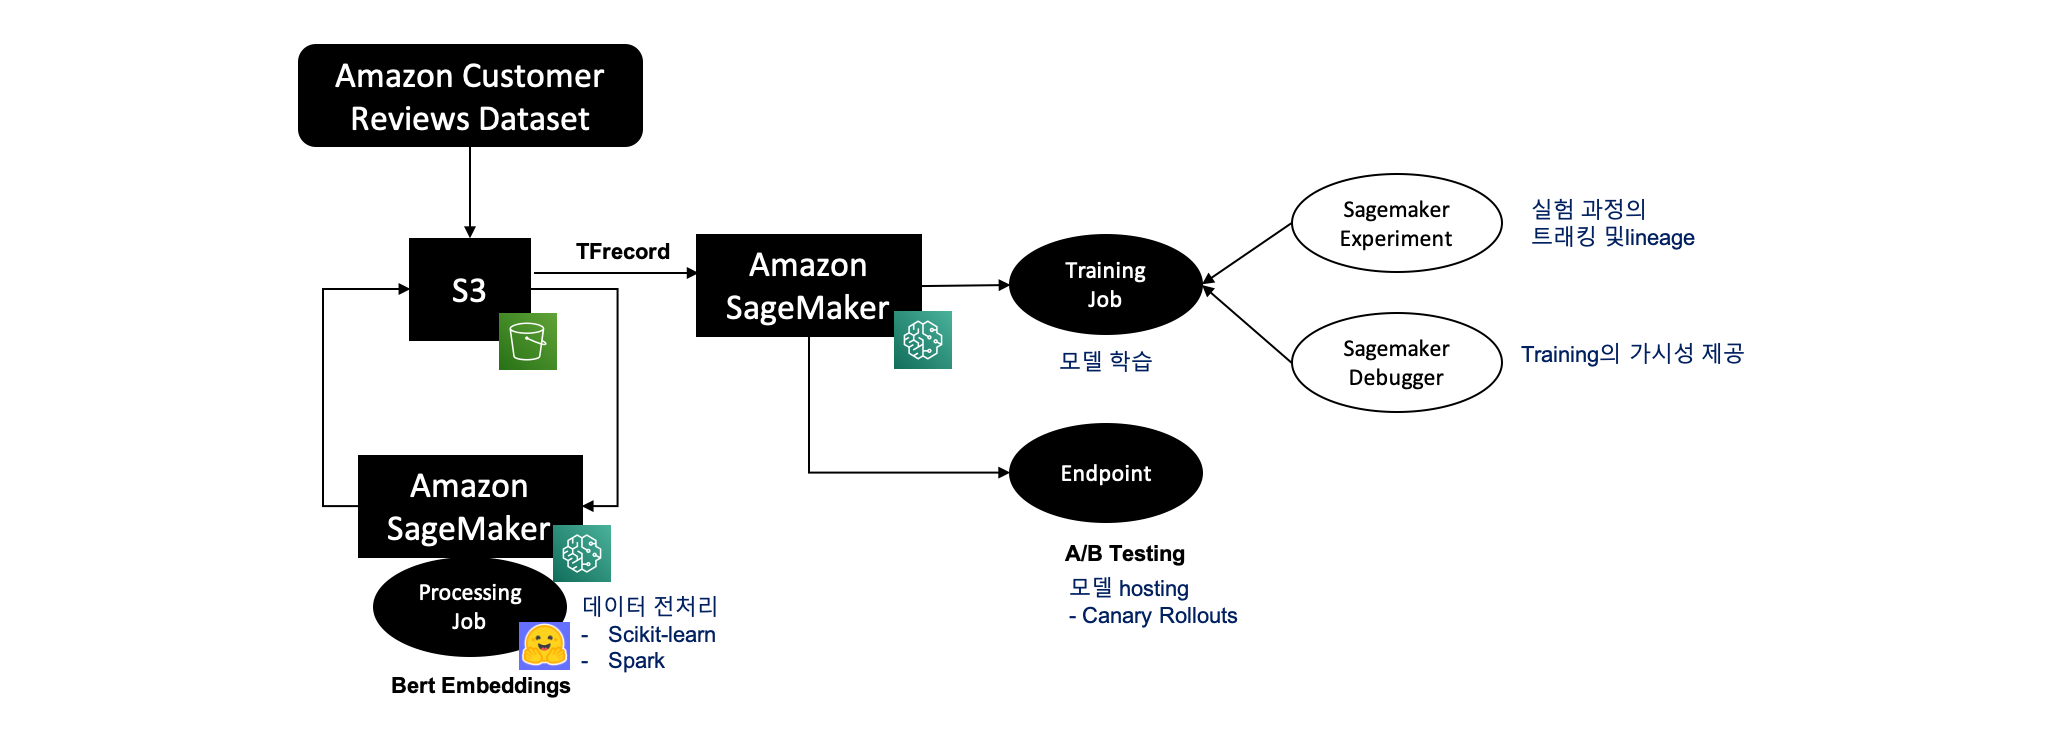 Amazon Customer
Reviews Dataset
S3
TFrecord
Amazon
SageMaker
Training
Job
모델 학습
Sagemaker
Experiment
실험 과정의
트래킹 및lineage
Sagemaker
Debugger
Training의 가시성 제공
Amazon
SageMaker
Processing
Job
데이터 전처리
- Scikit-learn
- Spark
Bert Embeddings
Endpoint
A/B Testing
모델 hosting
- Canary Rollouts